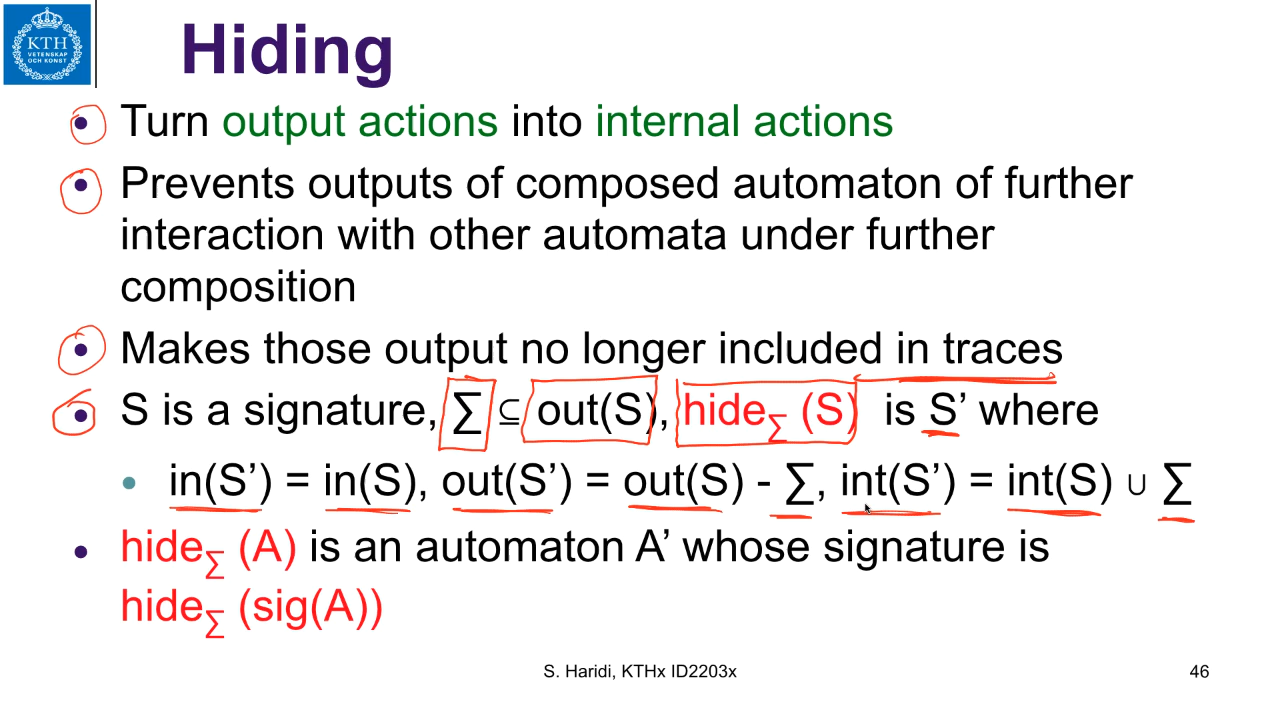 KTH
VETENSKAP
OCH KONST
Hiding
• Turn output actions into internal actions
• Prevents outputs of composed automaton of further
interaction with other automata under further
composition
• Makes those output no longer included in traces
• S is a signature, ∑ ⊆ out(S), hide∑ (S) is S’ where
• in(S’) = in(S), out(S’) = out(S) - ∑, int(S’) = int(S) ∪ ∑
• hide∑ (A) is an automaton A’ whose signature is
hide∑ (sig(A))
S. Haridi, KTHx ID2203x
46